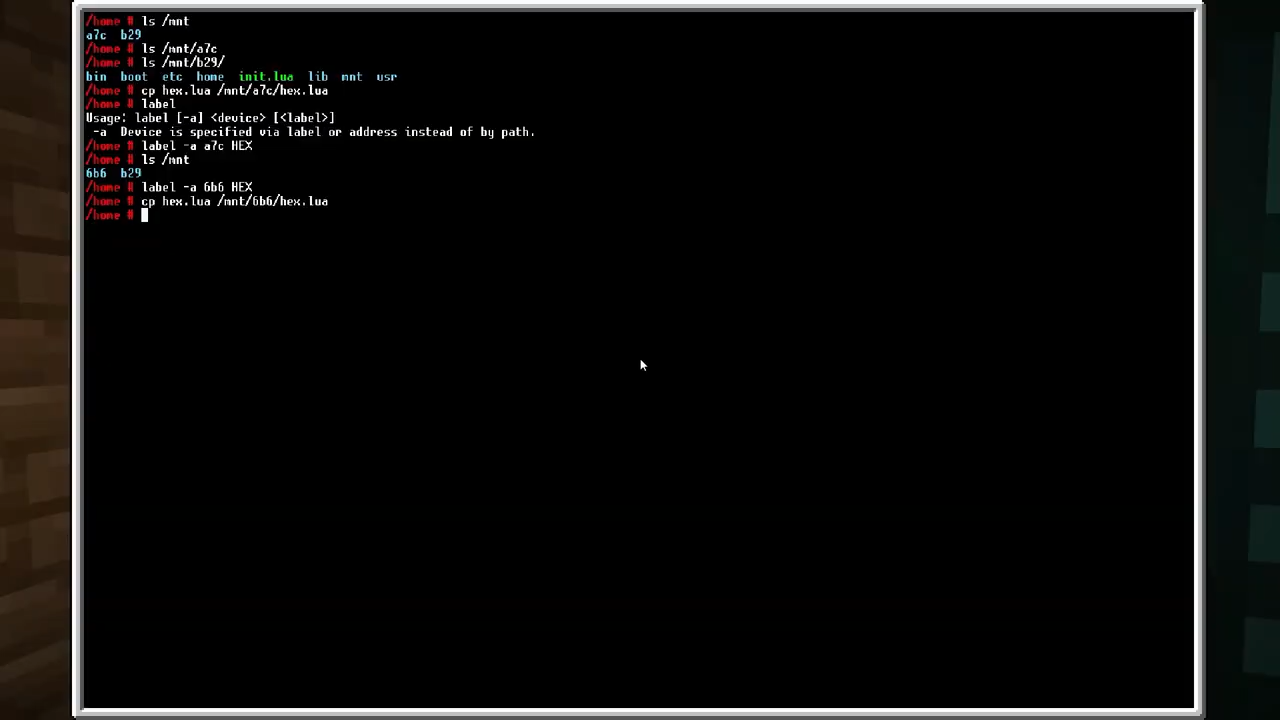 /home # ls /mnt
a7c b29
/home # ls /mnt/a7c
/home # ls /mnt/b29/
bin boot etc home init.lua lib mnt usr
/home # cp hex.lua /mnt/a7c/hex.lua
/home # label
Usage: label [-a] <device> [<label>]
-a Device is specified via label or address instead of by path.
/home # label -a a7c HEX
/home # ls /mnt
6b6 b29
/home # label -a 6b6 HEX
/home # cp hex.lua /mnt/6b6/hex.lua
/home #